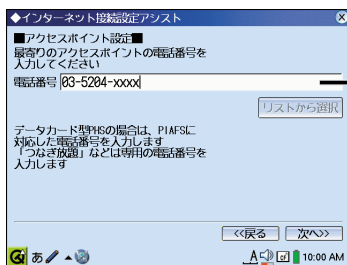 ◆インターネット接続設定アシスト
■アクセスポイント設定■
最寄りのアクセスポイントの電話番号を
入力してください
電話番号 03-5204-xxxx
リストから選択
データカード型PHSの場合は、PIAFSに
対応した電話番号を入力します
「つなぎ放題」などは専用の電話番号を
入力します
<<戻る 次へ>>
あ A 10:00 AM